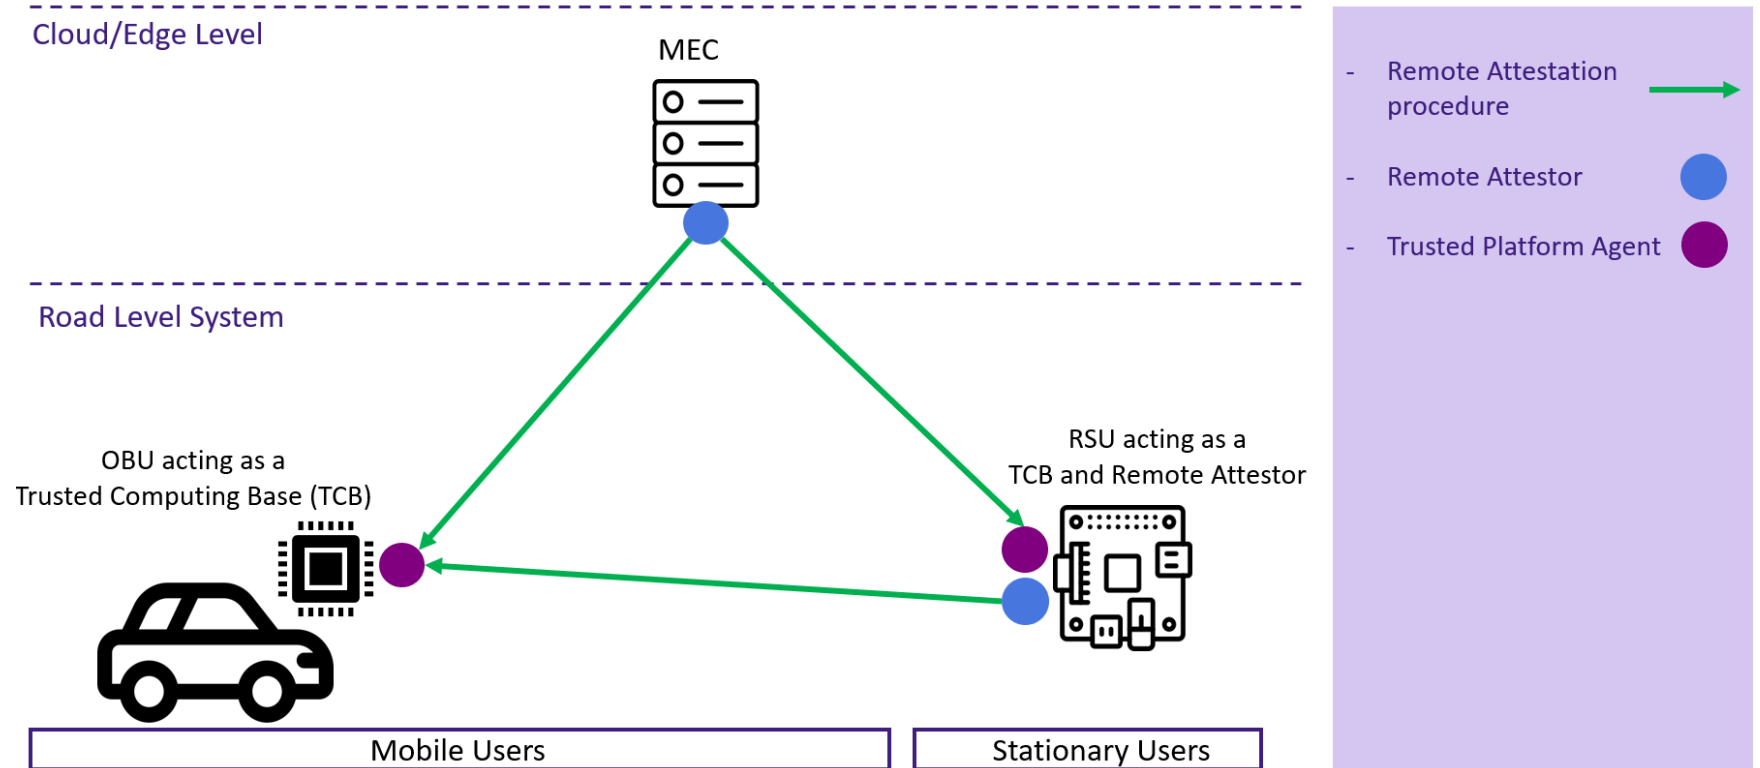 Cloud/Edge Level
MEC
Road Level System
OBU acting as a
Trusted Computing Base (TCB)
RSU acting as a
TCB and Remote Attestor
Mobile Users
Stationary Users
- Remote Attestation
procedure
- Remote Attestor
- Trusted Platform Agent